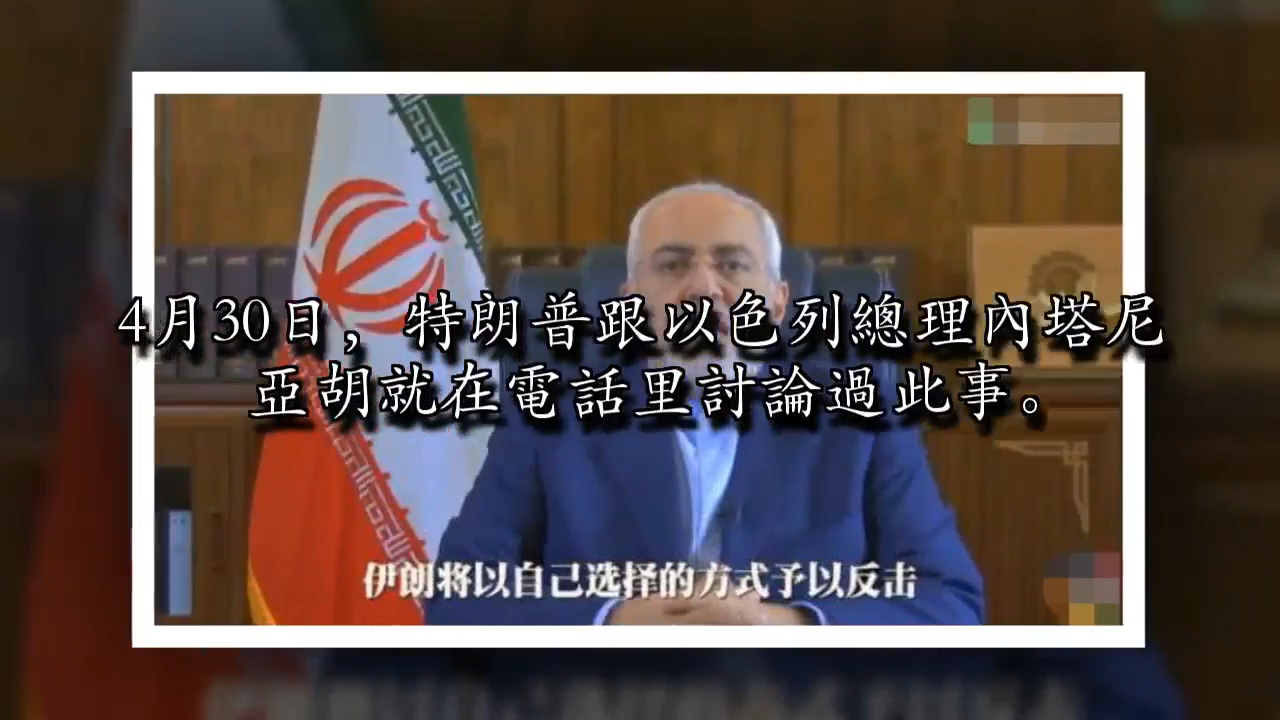 4月30日，特朗普跟以色列總理內塔尼
亞胡就在電話里討論過此事。
伊朗将以自己选择的方式予以反击